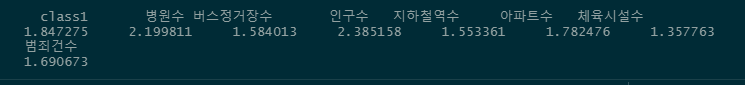 class1 병원수 버스정거장수 인구수 지하철역수 아파트수 체육시설수
1.847275 2.199811 1.584013 2.385158 1.553361 1.782476 1.357763
범죄건수
1.690673